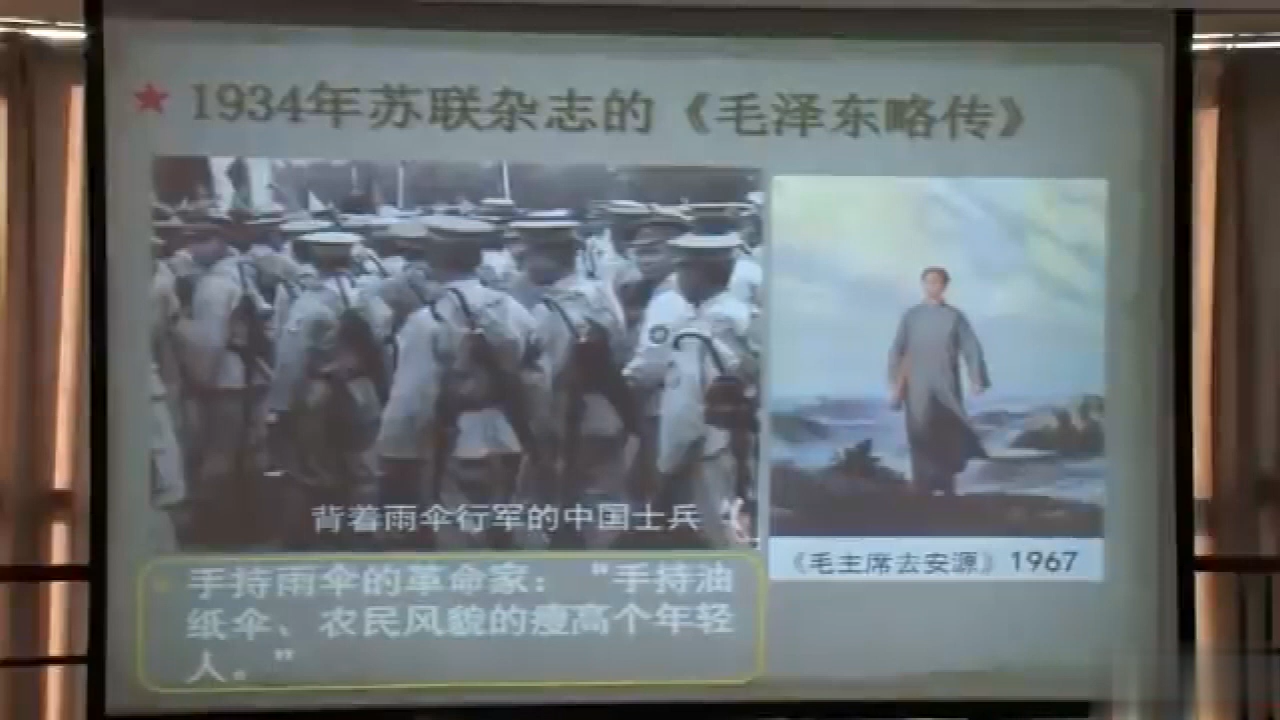 ★ 1934年苏联杂志的《毛泽东略传》
背着雨伞行军的中国士兵
《毛主席去安源》1967
手持雨伞的革命家：“手持油
纸伞、农民风貌的瘦高个年轻
人。”